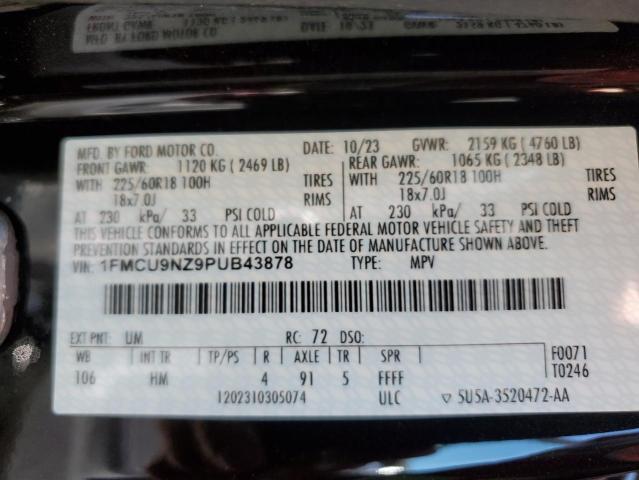 MFD. BY FORD MOTOR CO. DATE: 10/23 GVWR: 2159 KG ( 4760 LB)
FRONT GAWR: 1120 KG ( 2469 LB) REAR GAWR: 1065 KG ( 2348 LB)
WITH 225/60R18 100H TIRES WITH 225/60R18 100H TIRES
18x7.0J RIMS 18x7.0J RIMS
AT 230 kPa/ 33 PSI COLD AT 230 kPa/ 33 PSI COLD
THIS VEHICLE CONFORMS TO ALL APPLICABLE FEDERAL MOTOR VEHICLE SAFETY AND THEFT
PREVENTION STANDARDS IN EFFECT ON THE DATE OF MANUFACTURE SHOWN ABOVE.
VIN: 1FMCU9NZ9PUB43878 TYPE: MPV
EXT PNT: UM RC: 72 DSO:
WB INT TR TP/PS R AXLE TR SPR F0071
106 HM 4 91 5 FFFF T0246
1202310305074 ULC ▽ 5U5A-3520472-AA